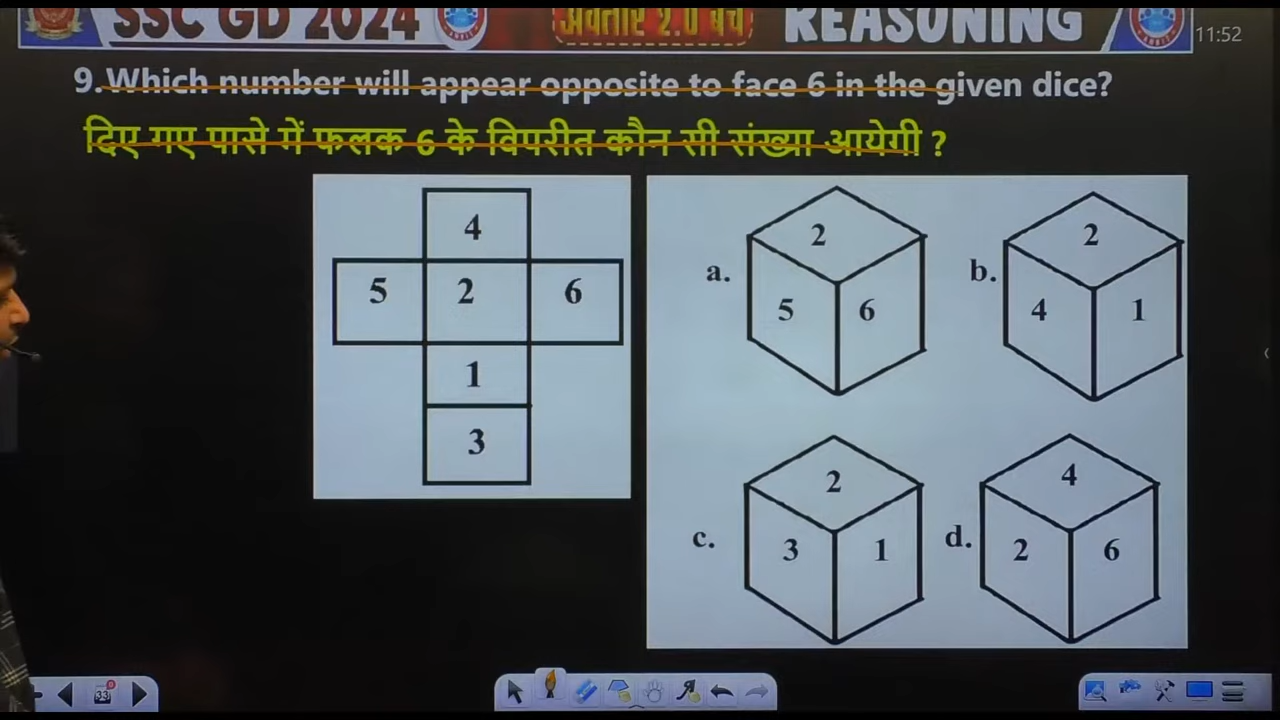 SSC GD 2024
अवतार 2.0 बैच
REASONING
11:52
9.Which number will appear opposite to face 6 in the given dice?
दिए गए पासे में फलक 6 के विपरीत कौन सी संख्या आयेगी ?
4
5 2 6
1
3
a. 2
5 6
b. 2
4 1
c. 2
3 1
d. 4
2 6
33